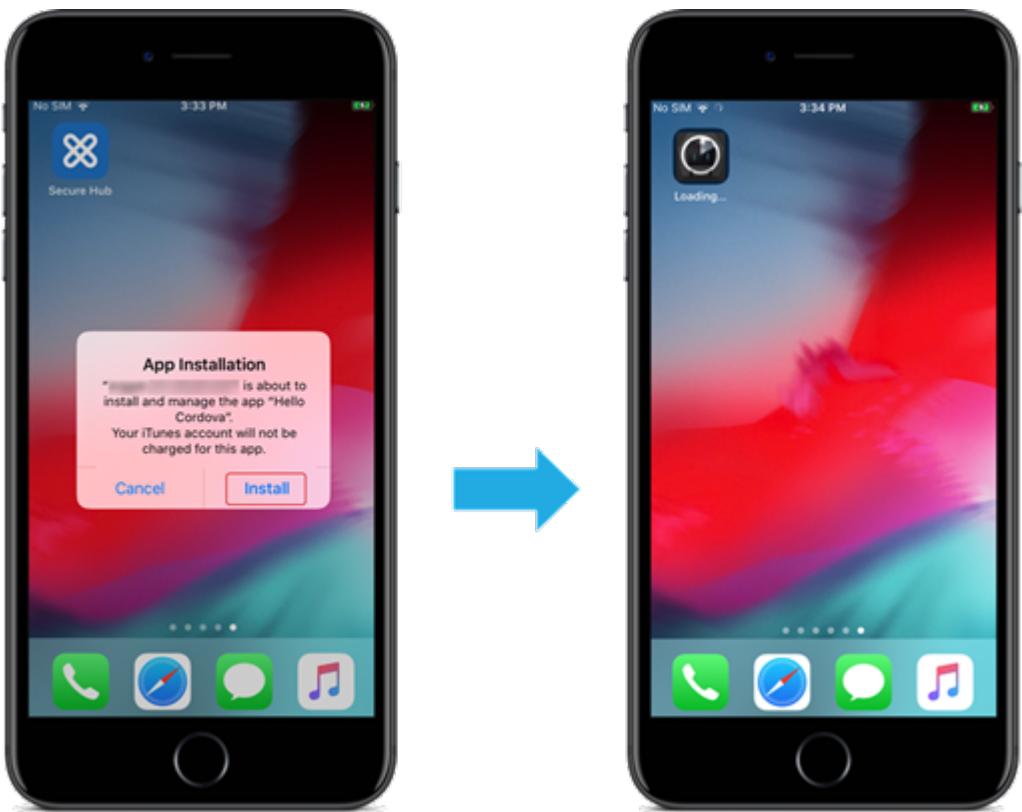 No SIM
3:33 PM
Secure Hub
App Installation
" " is about to
install and manage the app "Hello
Cordova".
Your iTunes account will not be
charged for this app.
Cancel
Install
No SIM
3:34 PM
Loading...